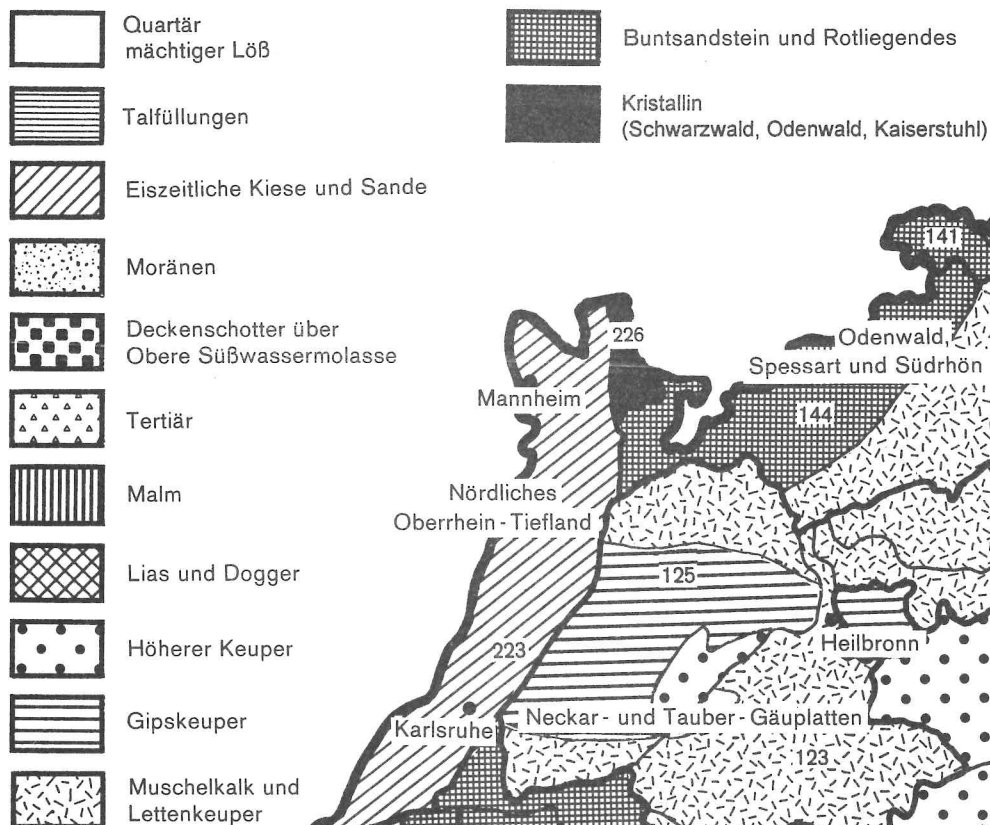 Quartär
mächtiger Löß
Talfüllungen
Eiszeitliche Kiese und Sande
Moränen
Deckenschotter über
Obere Süßwassermolasse
Tertiär
Malm
Lias und Dogger
Höherer Keuper
Gipskeuper
Muschelkalk und
Lettenkeuper
Buntsandstein und Rotliegendes
Kristallin
(Schwarzwald, Odenwald, Kaiserstuhl)
141
226
Odenwald,
Spessart und Südrhön
Mannheim
144
Nördliches
Oberrhein-Tiefland
125
Heilbronn
223
Karlsruhe
Neckar- und Tauber-Gäuplatten
123